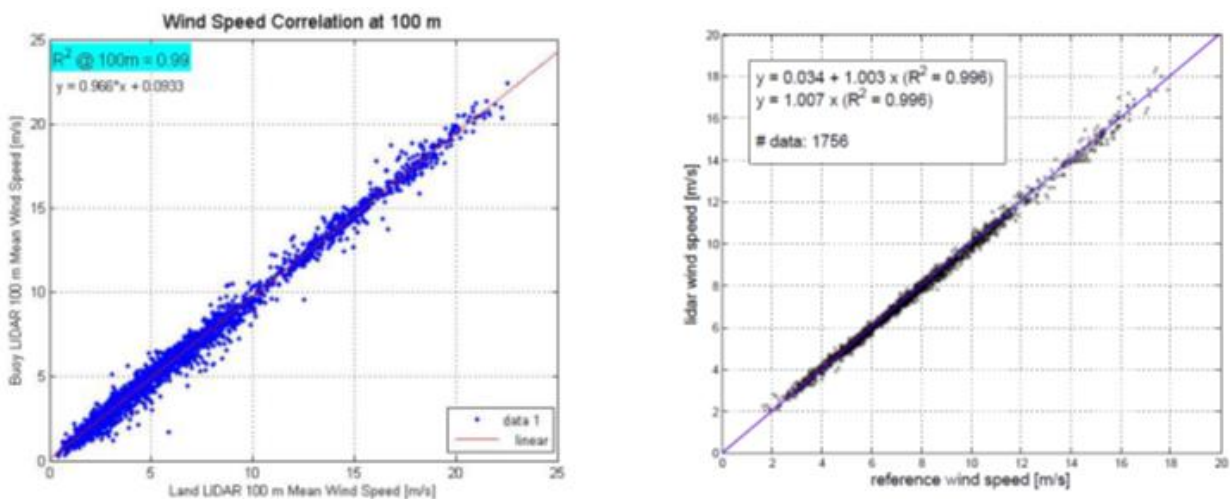 Wind Speed Correlation at 100 m
R² @ 100m = 0.99
y = 0.966*x + 0.0933
Buoy LIDAR 100 m Mean Wind Speed [m/s]
25
20
15
10
5
0
0 5 10 15 20 25
data 1
linear
Land LIDAR 100 m Mean Wind Speed [m/s]
y = 0.034 + 1.003 x (R² = 0.996)
y = 1.007 x (R² = 0.996)
# data: 1756
lidar wind speed [m/s]
20
18
16
14
12
10
8
6
4
2
0
0 2 4 6 8 10 12 14 16 18 20
reference wind speed [m/s]